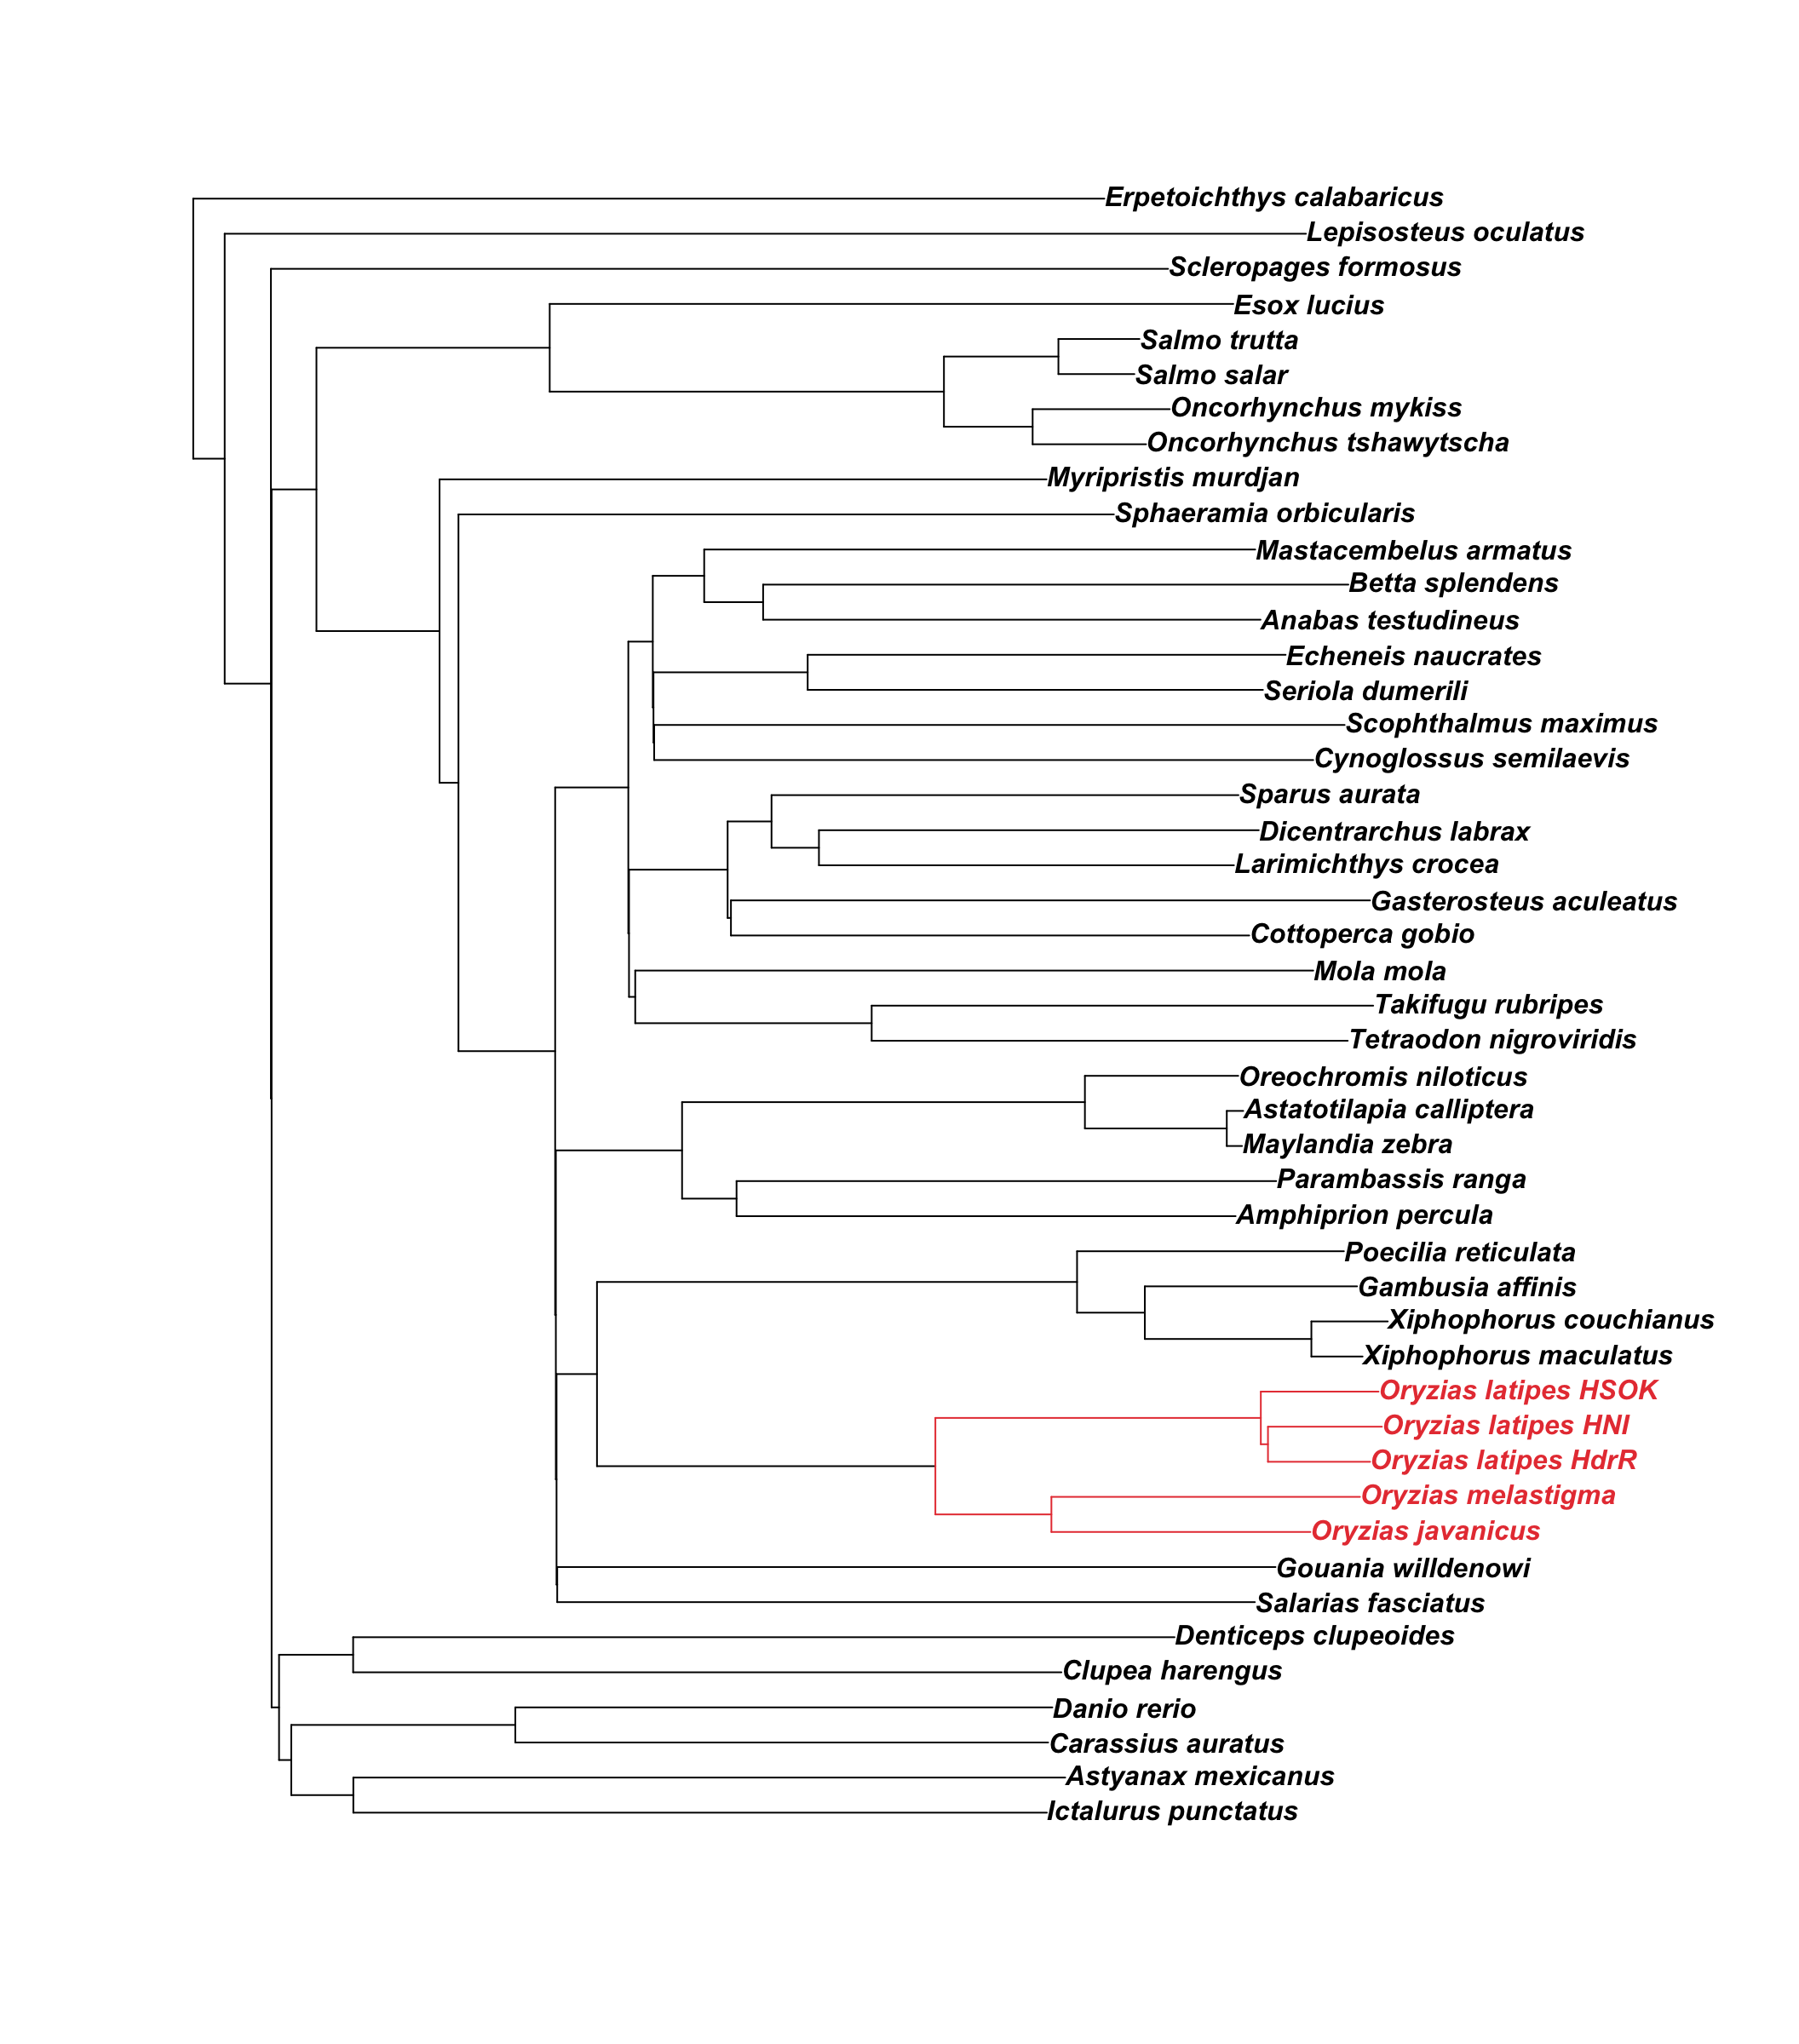 Erpetoichthys calabaricus
Lepisosteus oculatus
Scleropages formosus
Esox lucius
Salmo trutta
Salmo salar
Oncorhynchus mykiss
Oncorhynchus tshawytscha
Myripristis murdjan
Sphaeramia orbicularis
Mastacembelus armatus
Betta splendens
Anabas testudineus
Echeneis naucrates
Seriola dumerili
Scophthalmus maximus
Cynoglossus semilaevis
Sparus aurata
Dicentrarchus labrax
Larimichthys crocea
Gasterosteus aculeatus
Cottoperca gobio
Mola mola
Takifugu rubripes
Tetraodon nigroviridis
Oreochromis niloticus
Astatotilapia calliptera
Maylandia zebra
Parambassis ranga
Amphiprion percula
Poecilia reticulata
Gambusia affinis
Xiphophorus couchianus
Xiphophorus maculatus
Oryzias latipes HSOK
Oryzias latipes HNI
Oryzias latipes HdrR
Oryzias melastigma
Oryzias javanicus
Gouania willdenowi
Salarias fasciatus
Denticeps clupeoides
Clupea harengus
Danio rerio
Carassius auratus
Astyanax mexicanus
Ictalurus punctatus